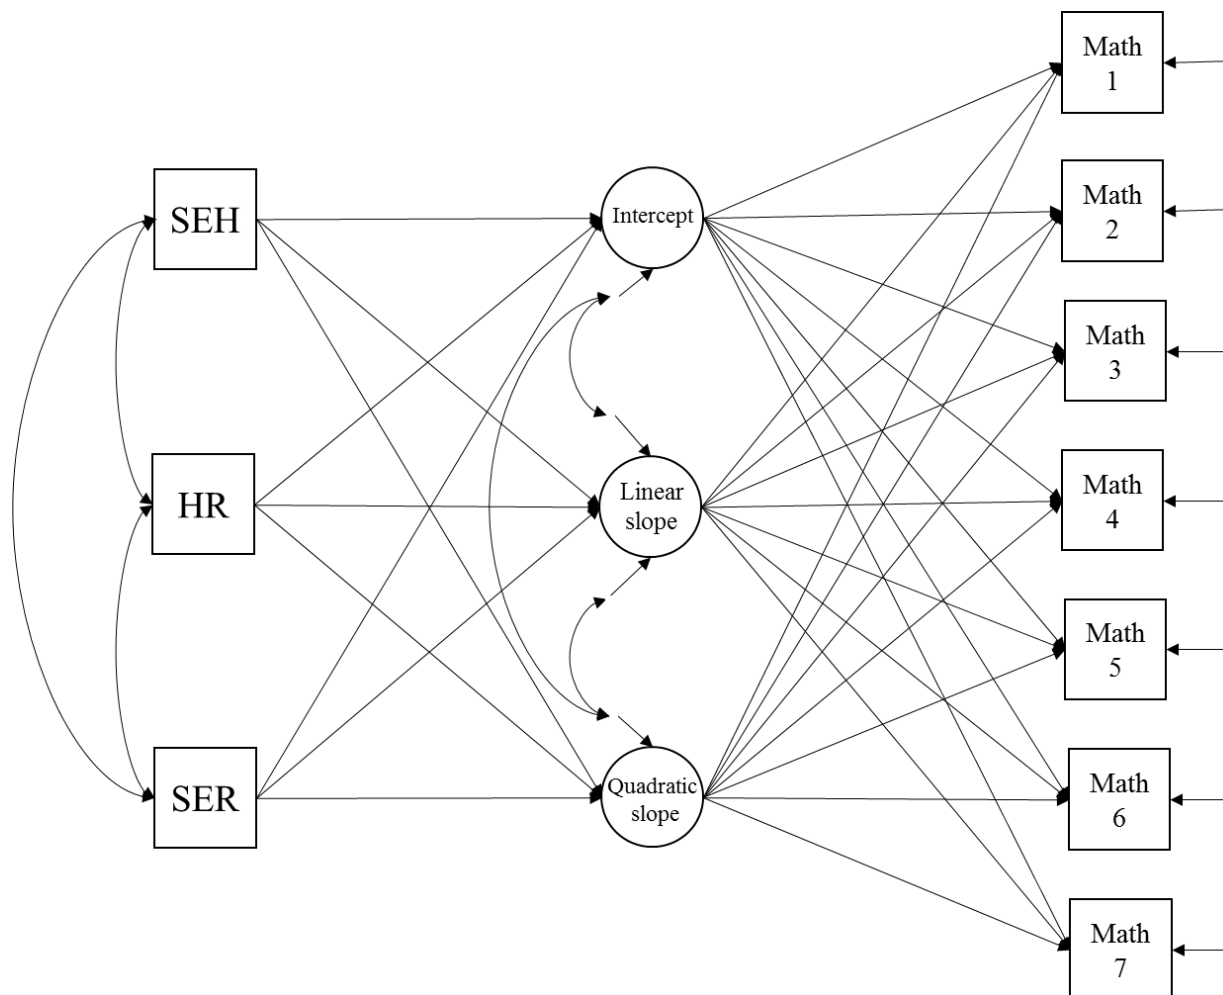 SEH
HR
SER
Intercept
Linear
slope
Quadratic
slope
Math
1
Math
2
Math
3
Math
4
Math
5
Math
6
Math
7